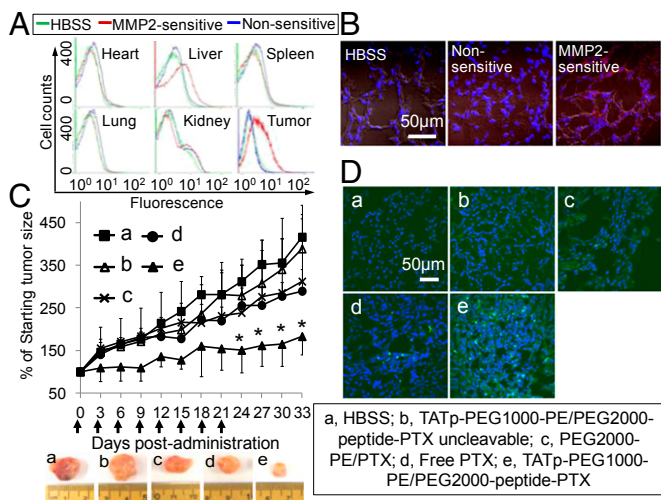 A
HBSS MMP2-sensitive Non-sensitive
Cell counts
400
0
400
0
Heart Liver Spleen
Lung Kidney Tumor
10⁰ 10¹ 10² 10⁰ 10¹ 10² 10⁰ 10¹ 10²
Fluorescence
B
HBSS
Non-
sensitive
MMP2-
sensitive
50µm
C
% of Starting tumor size
450
350
250
150
50
a d
b e
c
* * * *
0 3 6 9 12 15 18 21 24 27 30 33
Days post-administration
a b c d e
D
a b c
50µm
d e
a, HBSS; b, TATp-PEG1000-PE/PEG2000-
peptide-PTX uncleavable; c, PEG2000-
PE/PTX; d, Free PTX; e, TATp-PEG1000-
PE/PEG2000-peptide-PTX